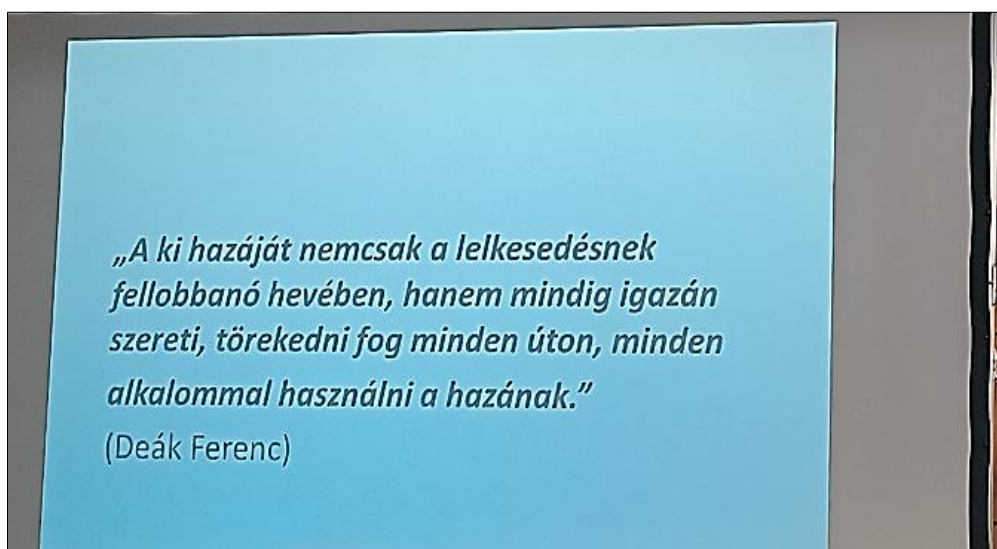 „A ki hazáját nemcsak a lelkesedésnek
fellobbanó hevében, hanem mindig igazán
szereti, törekedni fog minden úton, minden
alkalommal használni a hazának.”
(Deák Ferenc)